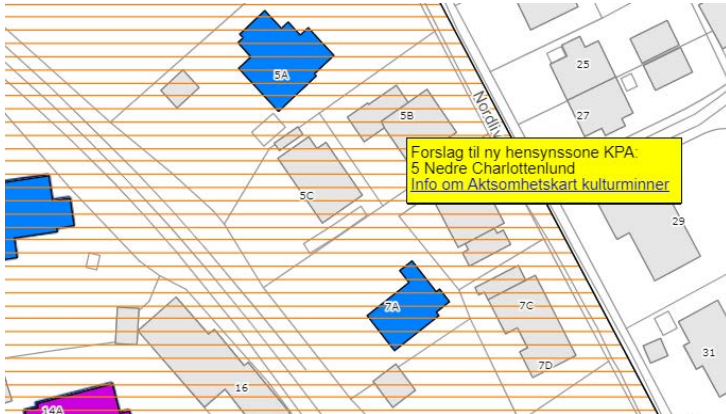 25
5A
5B
27
Nordliv
Forslag til ny hensynssone KPA:
5 Nedre Charlottenlund
Info om Aktsomhetskart kulturminner
5C
29
7A
7C
31
7D
16
14A